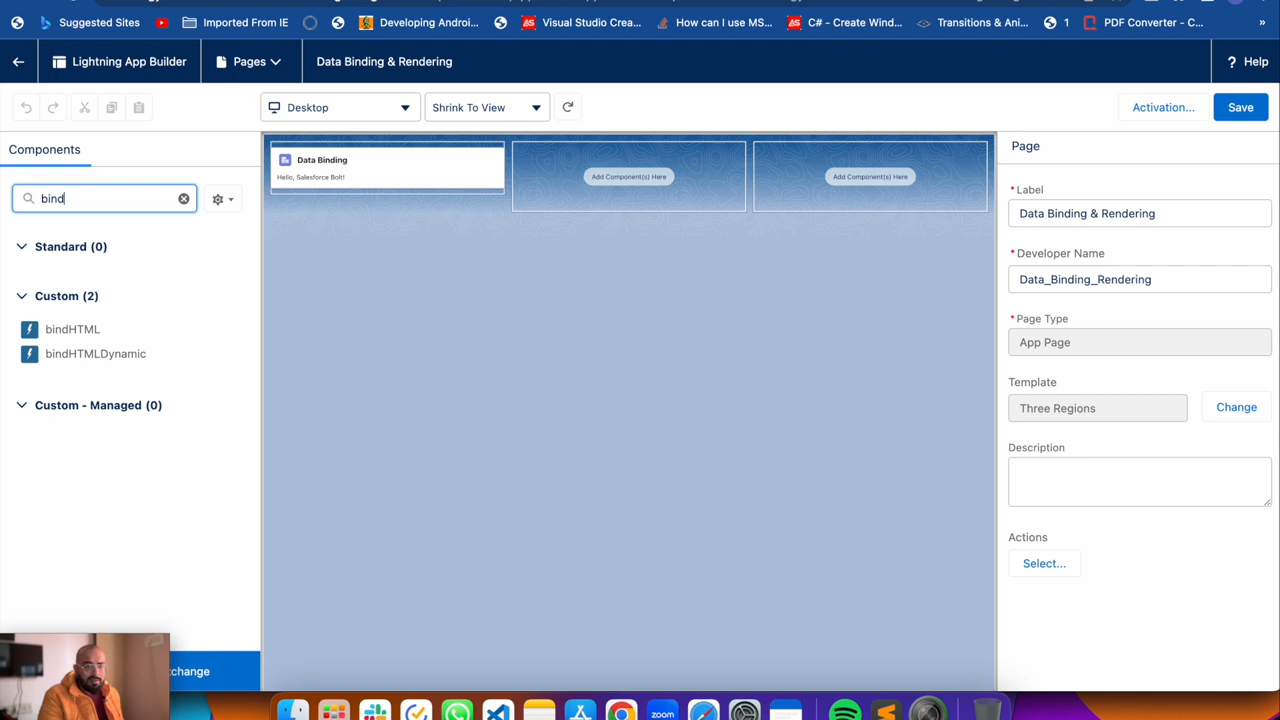 Suggested Sites
Imported From IE
Developing Androi...
Visual Studio Crea...
How can I use MS...
C# - Create Wind...
Transitions & Ani...
1
PDF Converter - C...
»
Lightning App Builder
Pages
Data Binding & Rendering
? Help
Desktop
Shrink To View
Activation...
Save
Components
bind
Standard (0)
Custom (2)
bindHTML
bindHTMLDynamic
Custom - Managed (0)
change
Data Binding
Hello, Salesforce Bolt!
Add Component(s) Here
Add Component(s) Here
Page
* Label
Data Binding & Rendering
* Developer Name
Data_Binding_Rendering
* Page Type
App Page
Template
Three Regions
Change
Description
Actions
Select...
zoom